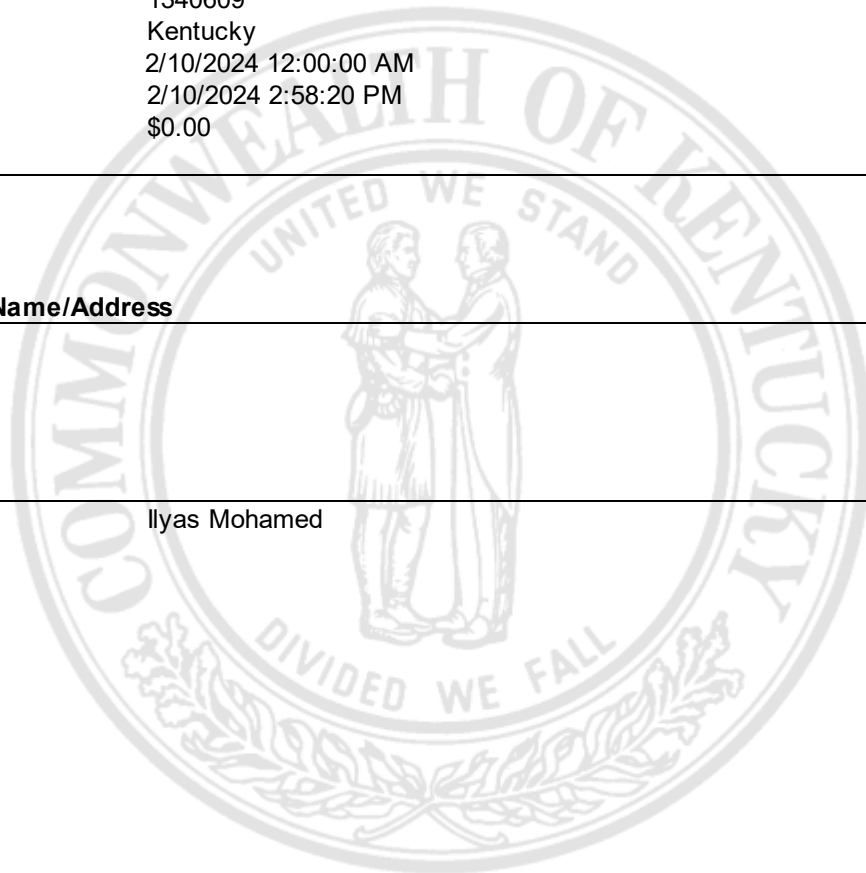 1340609
Kentucky
2/10/2024 12:00:00 AM
2/10/2024 2:58:20 PM
$0.00
COMMONWEALTH OF KENTUCKY
UNITED WE STAND
Name/Address
Ilyas Mohamed
DIVIDED WE FALL